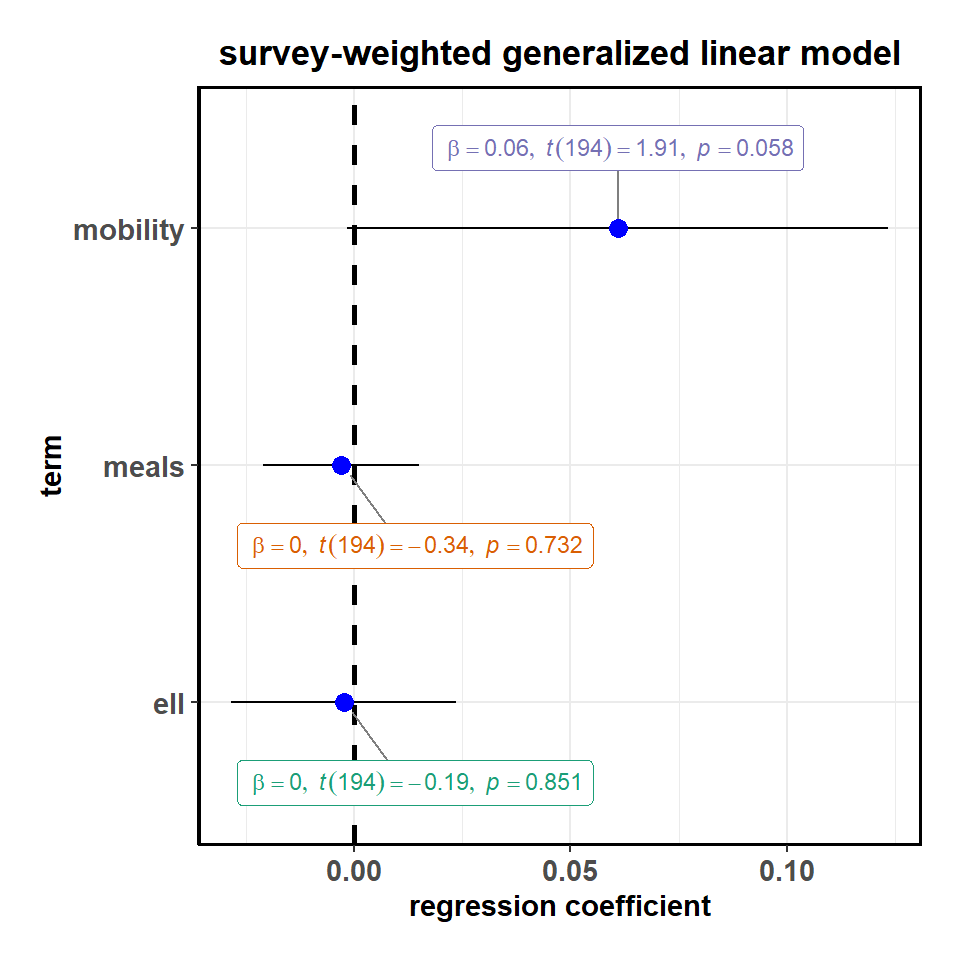 survey-weighted generalized linear model
β = 0.06, t(194) = 1.91, p = 0.058
mobility
term
meals
β = 0, t(194) = −0.34, p = 0.732
ell
β = 0, t(194) = −0.19, p = 0.851
0.00 0.05 0.10
regression coefficient